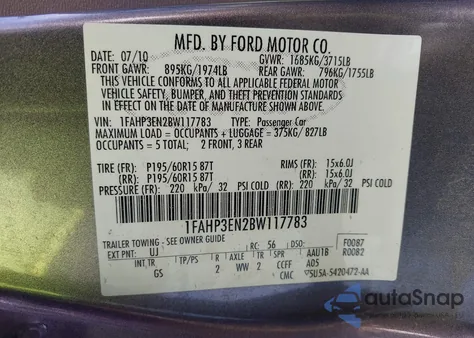 MFD. BY FORD MOTOR CO.
DATE: 07/10 GVWR: 1685KG/3715LB
FRONT GAWR: 895KG/1974LB REAR GAWR: 796KG/1755LB
THIS VEHICLE CONFORMS TO ALL APPLICABLE FEDERAL MOTOR
VEHICLE SAFETY, BUMPER, AND THEFT PREVENTION STANDARDS
IN EFFECT ON THE DATE OF MANUFACTURE SHOWN ABOVE.
VIN: 1FAHP3EN2BW117783 TYPE: Passenger Car
MAXIMUM LOAD = OCCUPANTS + LUGGAGE = 375KG/ 827LB
OCCUPANTS = 5 TOTAL; 2 FRONT, 3 REAR
TIRE (FR): P195/60R15 87T RIMS (FR): 15x6.0J
(RR): P195/60R15 87T (RR): 15x6.0J
PRESSURE (FR): 220 kPa/ 32 PSI COLD (RR): 220 kPa/ 32 PSI COLD
1FAHP3EN2BW117783
TRAILER TOWING - SEE OWNER GUIDE F0087
EXT PNT: UJ RC: 56 DSO: R0082
INT TR TP/PS R AXLE TR SPR AAU1B
GS 2 WW 2 CCFF A05
CMC 5U5A-5420472-AA
autoSnap